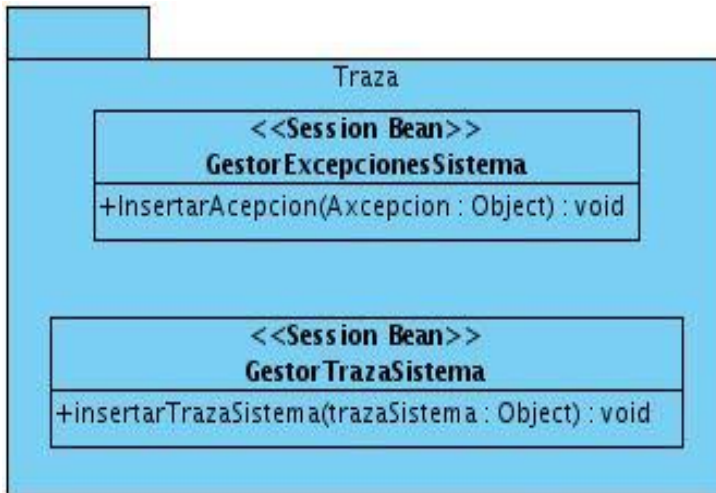 Traza
<<Session Bean>>
GestorExcepcionesSistema
+InsertarAcepcion(Axcepcion : Object) : void
<<Session Bean>>
GestorTrazaSistema
+insertarTrazaSistema(trazaSistema : Object) : void